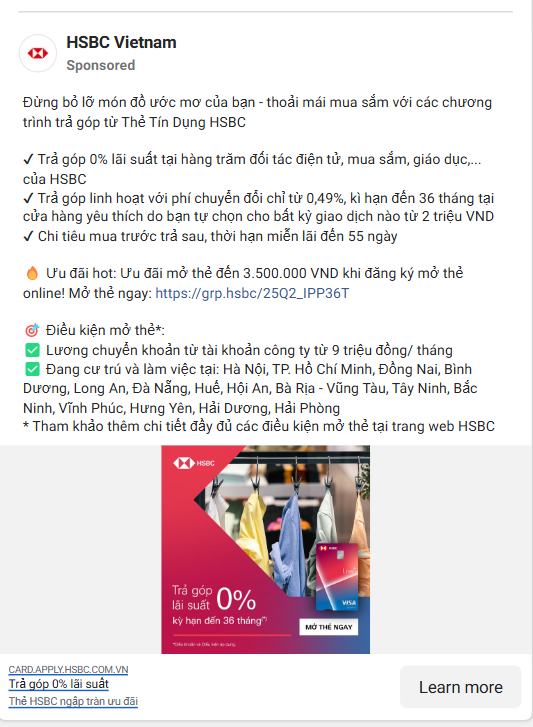 HSBC Vietnam
Sponsored
Đừng bỏ lỡ món đồ ước mơ của bạn - thoải mái mua sắm với các chương
trình trả góp từ Thẻ Tín Dụng HSBC
✓ Trả góp 0% lãi suất tại hàng trăm đối tác điện tử, mua sắm, giáo dục,...
của HSBC
✓ Trả góp linh hoạt với phí chuyển đổi chỉ từ 0,49%, kì hạn đến 36 tháng tại
cửa hàng yêu thích do bạn tự chọn cho bất kỳ giao dịch nào từ 2 triệu VND
✓ Chi tiêu mua trước trả sau, thời hạn miễn lãi đến 55 ngày
🔥 Ưu đãi hot: Ưu đãi mở thẻ đến 3.500.000 VND khi đăng ký mở thẻ
online! Mở thẻ ngay: https://grp.hsbc/25Q2_IPP36T
🎯 Điều kiện mở thẻ*:
✅ Lương chuyển khoản từ tài khoản công ty từ 9 triệu đồng/ tháng
✅ Đang cư trú và làm việc tại: Hà Nội, TP. Hồ Chí Minh, Đồng Nai, Bình
Dương, Long An, Đà Nẵng, Huế, Hội An, Bà Rịa - Vũng Tàu, Tây Ninh, Bắc
Ninh, Vĩnh Phúc, Hưng Yên, Hải Dương, Hải Phòng
* Tham khảo thêm chi tiết đầy đủ các điều kiện mở thẻ tại trang web HSBC
HSBC
Trả góp
lãi suất 0%
kỳ hạn đến 36 tháng(*)
HSBC
VISA
MỞ THẺ NGAY
*Điều khoản và Điều kiện áp dụng.
CARD.APPLY.HSBC.COM.VN
Trả góp 0% lãi suất
Thẻ HSBC ngập tràn ưu đãi
Learn more